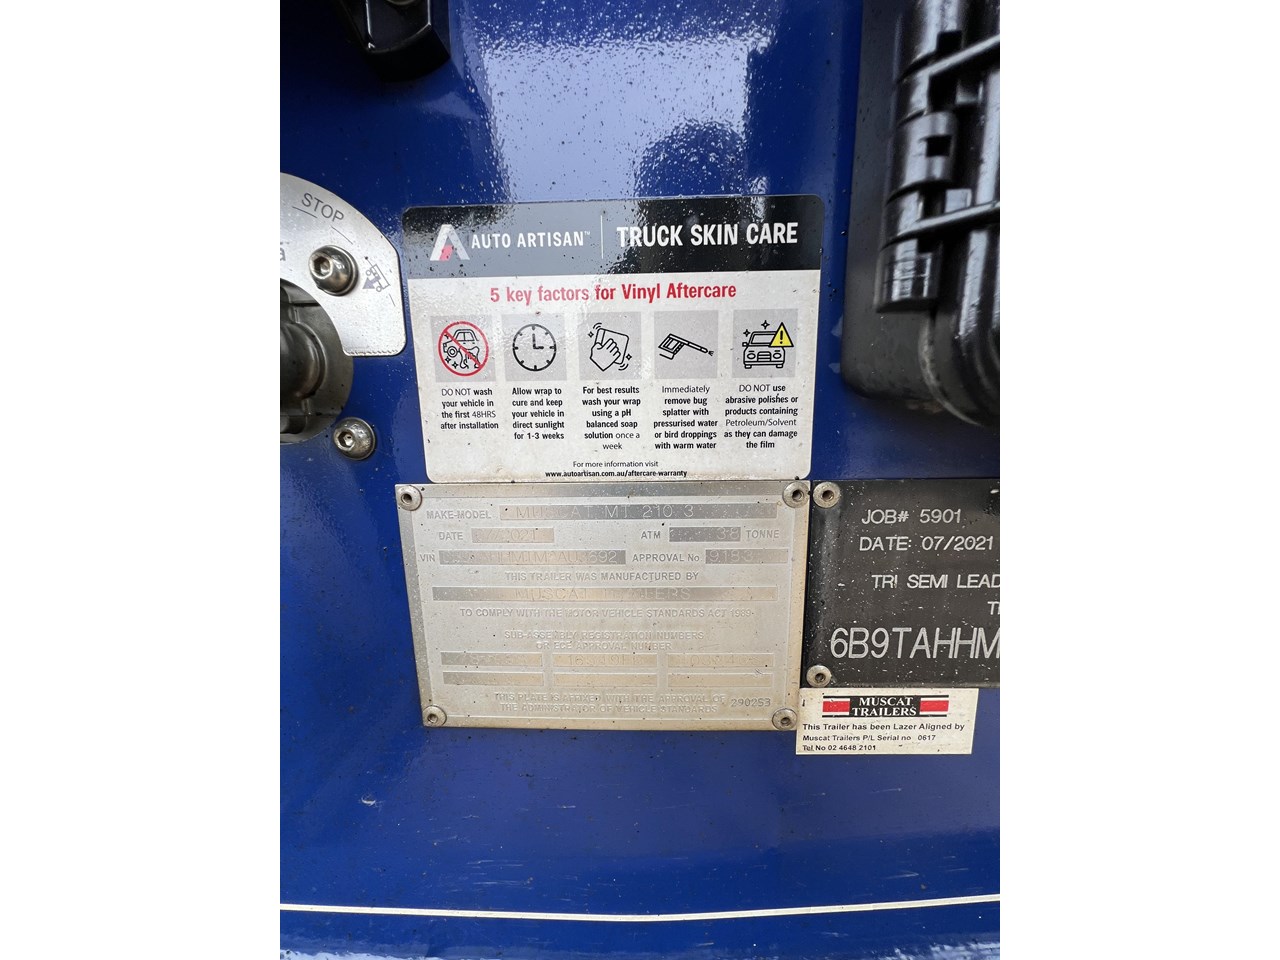 STOP
AUTO ARTISAN™ | TRUCK SKIN CARE
5 key factors for Vinyl Aftercare
DO NOT wash
your vehicle in
the first 48HRS
after installation
Allow wrap to
cure and keep
your vehicle in
direct sunlight
for 1-3 weeks
For best results
wash your wrap
using a pH
balanced soap
solution once a
week
Immediately
remove bug
splatter with
pressurised water
or bird droppings
with warm water
DO NOT use
abrasive polishes or
products containing
Petroleum/Solvent
as they can damage
the film
For more information visit
www.autoartisan.com.au/aftercare-warranty
MAKE-MODEL MUSCAT MT 210.3
DATE ATM 38 TONNE
VIN APPROVAL No.
THIS TRAILER WAS MANUFACTURED BY
MUSCAT TRAILERS
TO COMPLY WITH THE MOTOR VEHICLE STANDARDS ACT 1989
SUB-ASSEMBLY REGISTRATION NUMBERS
OR ECE APPROVAL NUMBER
THIS PLATE IS AFFIXED WITH THE APPROVAL OF
THE ADMINISTRATOR OF VEHICLE STANDARDS
290253
JOB# 5901
DATE: 07/2021
TRI SEMI LEAD
6B9TAHHM
MUSCAT
TRAILERS
This Trailer has been Lazer Aligned by
Muscat Trailers P/L Serial no 0617
Tel No 02 4648 2101